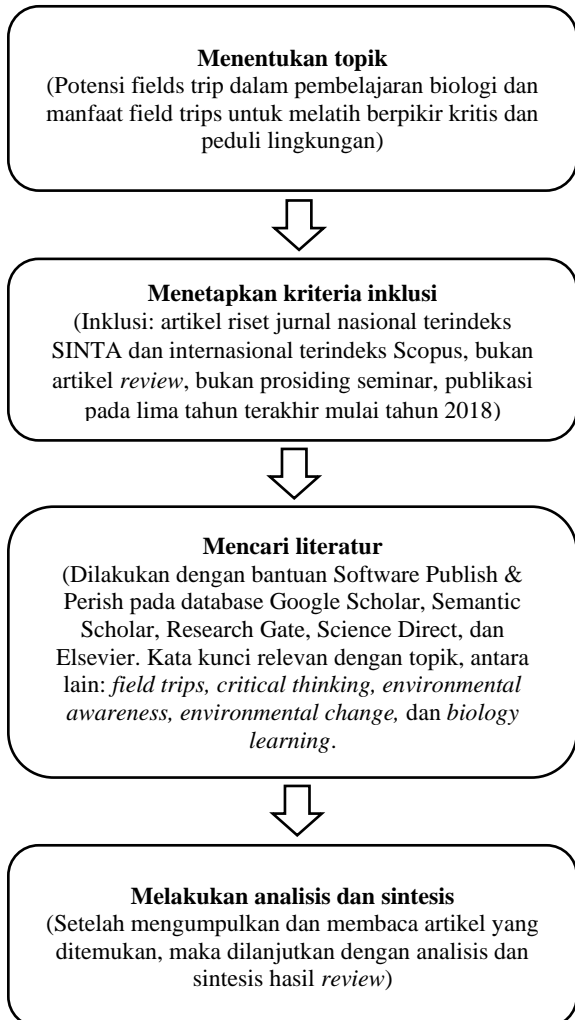 Menentukan topik
(Potensi fields trip dalam pembelajaran biologi dan
manfaat field trips untuk melatih berpikir kritis dan
peduli lingkungan)
Menetapkan kriteria inklusi
(Inklusi: artikel riset jurnal nasional terindeks
SINTA dan internasional terindeks Scopus, bukan
artikel review, bukan prosiding seminar, publikasi
pada lima tahun terakhir mulai tahun 2018)
Mencari literatur
(Dilakukan dengan bantuan Software Publish &
Perish pada database Google Scholar, Semantic
Scholar, Research Gate, Science Direct, dan
Elsevier. Kata kunci relevan dengan topik, antara
lain: field trips, critical thinking, environmental
awareness, environmental change, dan biology
learning.
Melakukan analisis dan sintesis
(Setelah mengumpulkan dan membaca artikel yang
ditemukan, maka dilanjutkan dengan analisis dan
sintesis hasil review)